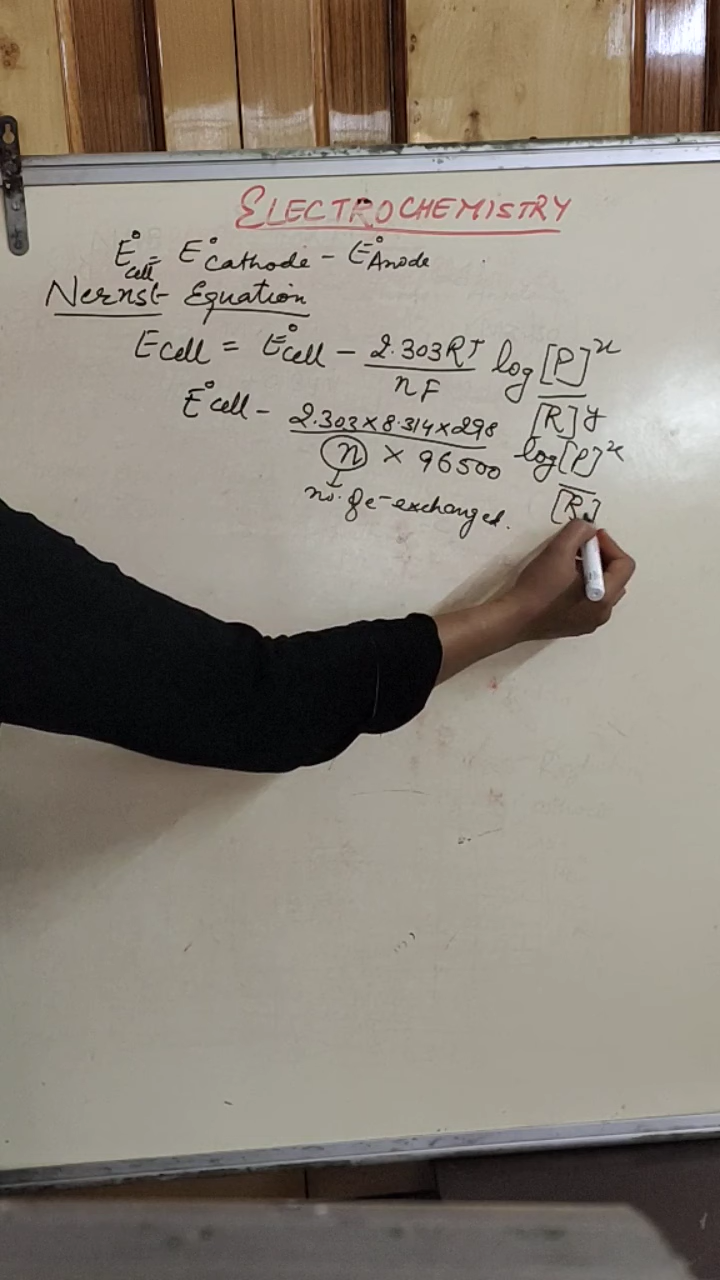 ELECTROCHEMISTRY
E°cell = E°Cathode - E°Anode
Nernst Equation
Ecell = E°cell - 2.303RT/nF log [P]^x/[R]^y
E°cell - 2.303×8.314×298/n × 96500 log [P]^x/[R]
no. of e- exchanged.